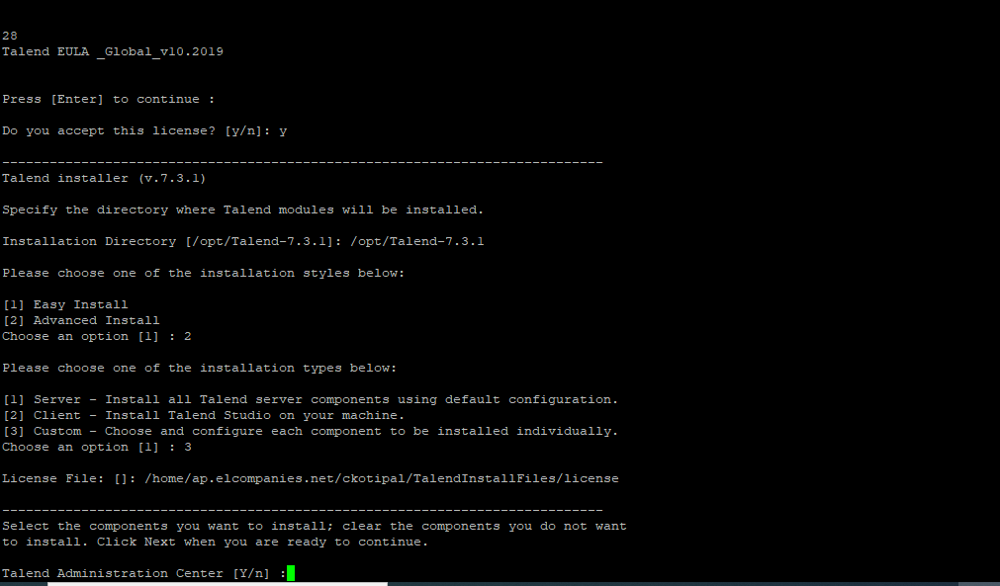 28
Talend EULA _Global_v10.2019
Press [Enter] to continue :
Do you accept this license? [y/n]: y
----------------------------------------------------------------------------
Talend installer (v.7.3.1)
Specify the directory where Talend modules will be installed.
Installation Directory [/opt/Talend-7.3.1]: /opt/Talend-7.3.1
Please choose one of the installation styles below:
[1] Easy Install
[2] Advanced Install
Choose an option [1] : 2
Please choose one of the installation types below:
[1] Server - Install all Talend server components using default configuration.
[2] Client - Install Talend Studio on your machine.
[3] Custom - Choose and configure each component to be installed individually.
Choose an option [1] : 3
License File: []: /home/ap.elcompanies.net/ckotipal/TalendInstallFiles/license
----------------------------------------------------------------------------
Select the components you want to install; clear the components you do not want
to install. Click Next when you are ready to continue.
Talend Administration Center [Y/n] :